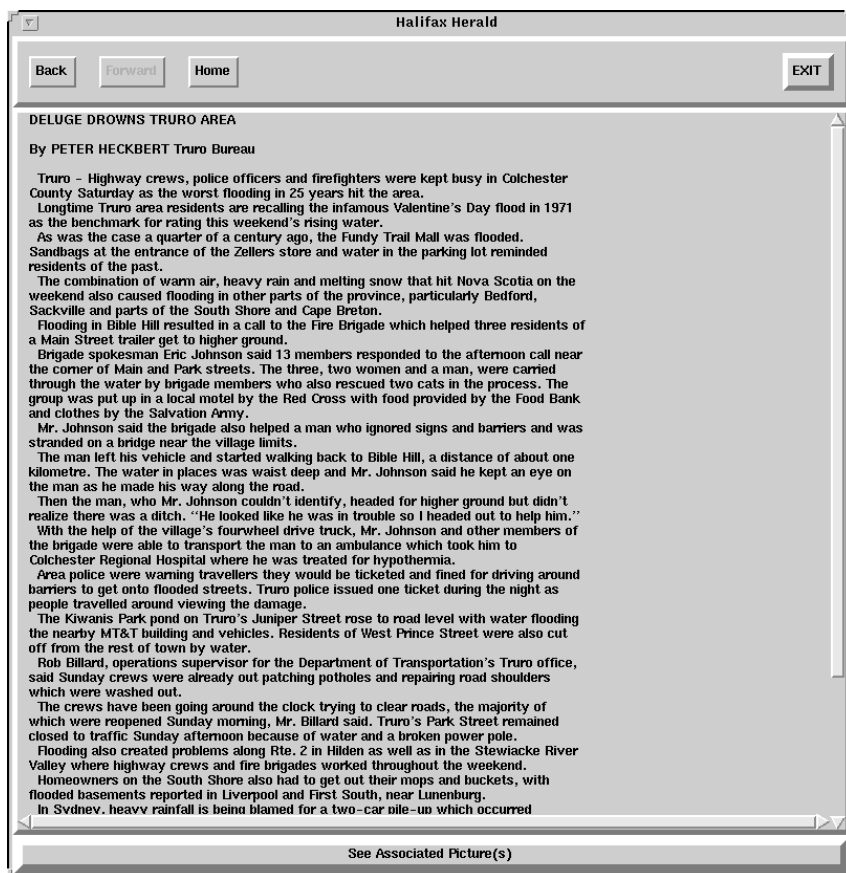 Halifax Herald
Back Forward Home EXIT
DELUGE DROWNS TRURO AREA
By PETER HECKBERT Truro Bureau
Truro - Highway crews, police officers and firefighters were kept busy in Colchester
County Saturday as the worst flooding in 25 years hit the area.
Longtime Truro area residents are recalling the infamous Valentine's Day flood in 1971
as the benchmark for rating this weekend's rising water.
As was the case a quarter of a century ago, the Fundy Trail Mall was flooded.
Sandbags at the entrance of the Zellers store and water in the parking lot reminded
residents of the past.
The combination of warm air, heavy rain and melting snow that hit Nova Scotia on the
weekend also caused flooding in other parts of the province, particularly Bedford,
Sackville and parts of the South Shore and Cape Breton.
Flooding in Bible Hill resulted in a call to the Fire Brigade which helped three residents of
a Main Street trailer get to higher ground.
Brigade spokesman Eric Johnson said 13 members responded to the afternoon call near
the corner of Main and Park streets. The three, two women and a man, were carried
through the water by brigade members who also rescued two cats in the process. The
group was put up in a local motel by the Red Cross with food provided by the Food Bank
and clothes by the Salvation Army.
Mr. Johnson said the brigade also helped a man who ignored signs and barriers and was
stranded on a bridge near the village limits.
The man left his vehicle and started walking back to Bible Hill, a distance of about one
kilometre. The water in places was waist deep and Mr. Johnson said he kept an eye on
the man as he made his way along the road.
Then the man, who Mr. Johnson couldn't identify, headed for higher ground but didn't
realize there was a ditch. ‘‘He looked like he was in trouble so I headed out to help him.’’
With the help of the village's fourwheel drive truck, Mr. Johnson and other members of
the brigade were able to transport the man to an ambulance which took him to
Colchester Regional Hospital where he was treated for hypothermia.
Area police were warning travellers they would be ticketed and fined for driving around
barriers to get onto flooded streets. Truro police issued one ticket during the night as
people travelled around viewing the damage.
The Kiwanis Park pond on Truro's Juniper Street rose to road level with water flooding
the nearby MT&T building and vehicles. Residents of West Prince Street were also cut
off from the rest of town by water.
Rob Billard, operations supervisor for the Department of Transportation's Truro office,
said Sunday crews were already out patching potholes and repairing road shoulders
which were washed out.
The crews have been going around the clock trying to clear roads, the majority of
which were reopened Sunday morning, Mr. Billard said. Truro's Park Street remained
closed to traffic Sunday afternoon because of water and a broken power pole.
Flooding also created problems along Rte. 2 in Hilden as well as in the Stewiacke River
Valley where highway crews and fire brigades worked throughout the weekend.
Homeowners on the South Shore also had to get out their mops and buckets, with
flooded basements reported in Liverpool and First South, near Lunenburg.
In Sydney, heavy rainfall is being blamed for a two-car pile-up which occurred
See Associated Picture(s)